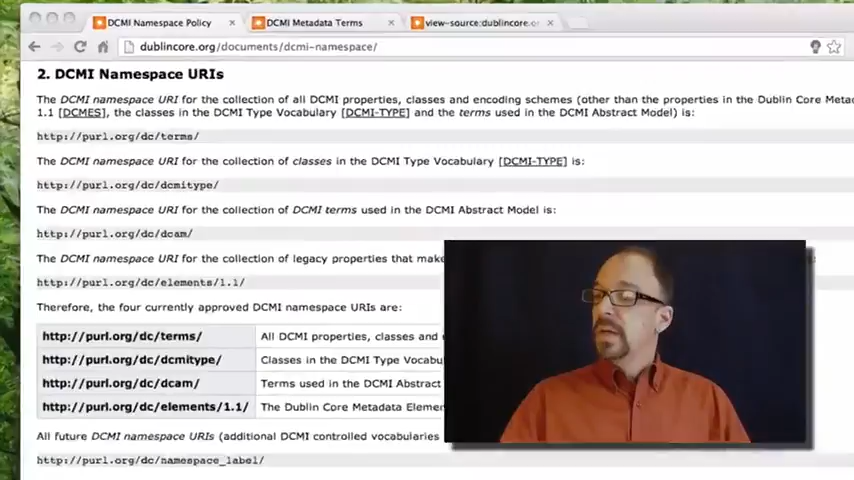 DCMI Namespace Policy
DCMI Metadata Terms
view-source:dublincore.or
dublincore.org/documents/dcmi-namespace/
2. DCMI Namespace URIs
The DCMI namespace URI for the collection of all DCMI properties, classes and encoding schemes (other than the properties in the Dublin Core Meta
1.1 [DCMES], the classes in the DCMI Type Vocabulary [DCMI-TYPE] and the terms used in the DCMI Abstract Model) is:
http://purl.org/dc/terms/
The DCMI namespace URI for the collection of classes in the DCMI Type Vocabulary [DCMI-TYPE] is:
http://purl.org/dc/dcmitype/
The DCMI namespace URI for the collection of DCMI terms used in the DCMI Abstract Model is:
http://purl.org/dc/dcam/
The DCMI namespace URI for the collection of legacy properties that make
http://purl.org/dc/elements/1.1/
Therefore, the four currently approved DCMI namespace URIs are:
http://purl.org/dc/terms/ All DCMI properties, classes and
http://purl.org/dc/dcmitype/ Classes in the DCMI Type Vocabu
http://purl.org/dc/dcam/ Terms used in the DCMI Abstract
http://purl.org/dc/elements/1.1/ The Dublin Core Metadata Elemen
All future DCMI namespace URIs (additional DCMI controlled vocabularies
http://purl.org/dc/namespace_label/